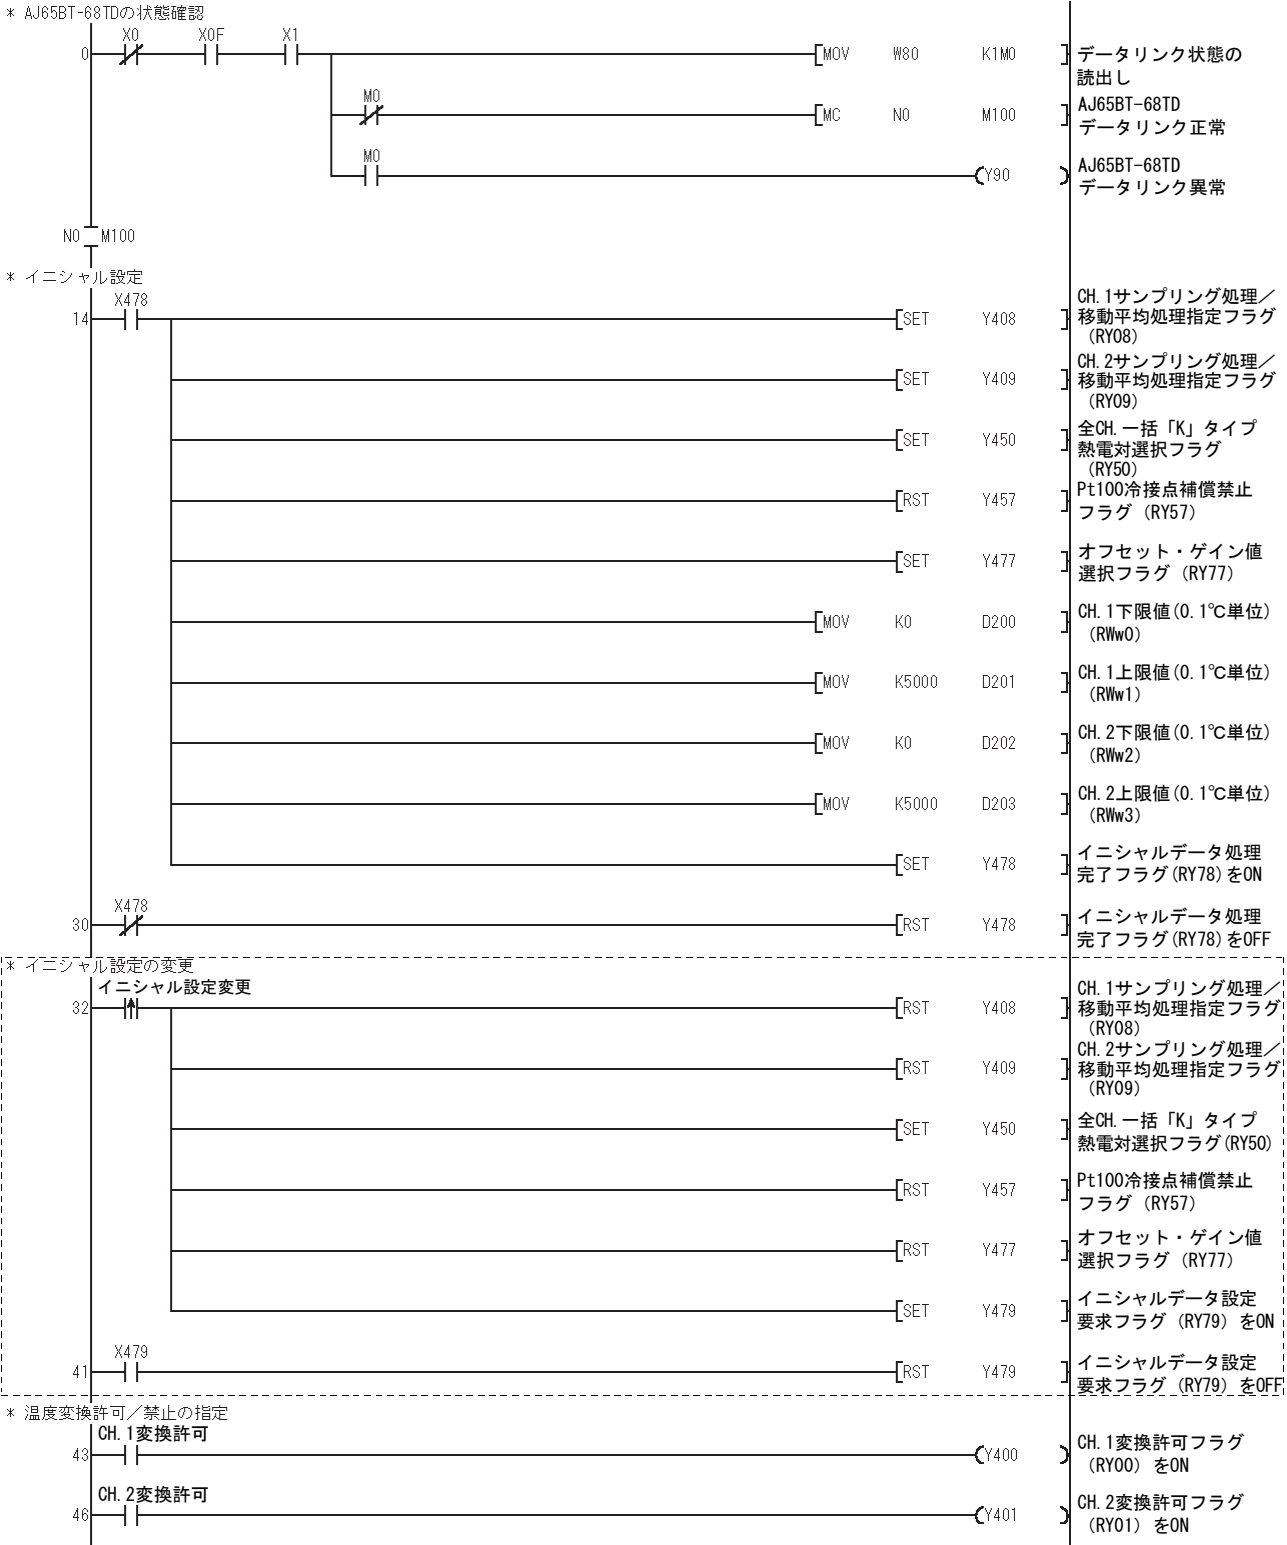 * AJ65BT-68TDの状態確認
X0 X0F X1
0 MOV W80 K1M0 データリンク状態の
読出し
M0 MC N0 M100 AJ65BT-68TD
データリンク正常
M0 Y90 AJ65BT-68TD
データリンク異常
N0 M100
* イニシャル設定
X478
14 SET Y408 CH.1サンプリング処理／
移動平均処理指定フラグ
(RY08)
SET Y409 CH.2サンプリング処理／
移動平均処理指定フラグ
(RY09)
SET Y450 全CH.一括「K」タイプ
熱電対選択フラグ
(RY50)
RST Y457 Pt100冷接点補償禁止
フラグ (RY57)
SET Y477 オフセット・ゲイン値
選択フラグ (RY77)
MOV K0 D200 CH.1下限値(0.1℃単位)
(RWw0)
MOV K5000 D201 CH.1上限値(0.1℃単位)
(RWw1)
MOV K0 D202 CH.2下限値(0.1℃単位)
(RWw2)
MOV K5000 D203 CH.2上限値(0.1℃単位)
(RWw3)
SET Y478 イニシャルデータ処理
完了フラグ(RY78)をON
X478
30 RST Y478 イニシャルデータ処理
完了フラグ(RY78)をOFF
* イニシャル設定の変更
イニシャル設定変更
32 RST Y408 CH.1サンプリング処理／
移動平均処理指定フラグ
(RY08)
RST Y409 CH.2サンプリング処理／
移動平均処理指定フラグ
(RY09)
SET Y450 全CH.一括「K」タイプ
熱電対選択フラグ(RY50)
RST Y457 Pt100冷接点補償禁止
フラグ (RY57)
RST Y477 オフセット・ゲイン値
選択フラグ (RY77)
SET Y479 イニシャルデータ設定
要求フラグ (RY79) をON
X479
41 RST Y479 イニシャルデータ設定
要求フラグ (RY79) をOFF
* 温度変換許可／禁止の指定
CH.1変換許可
43 Y400 CH.1変換許可フラグ
(RY00) をON
CH.2変換許可
46 Y401 CH.2変換許可フラグ
(RY01) をON